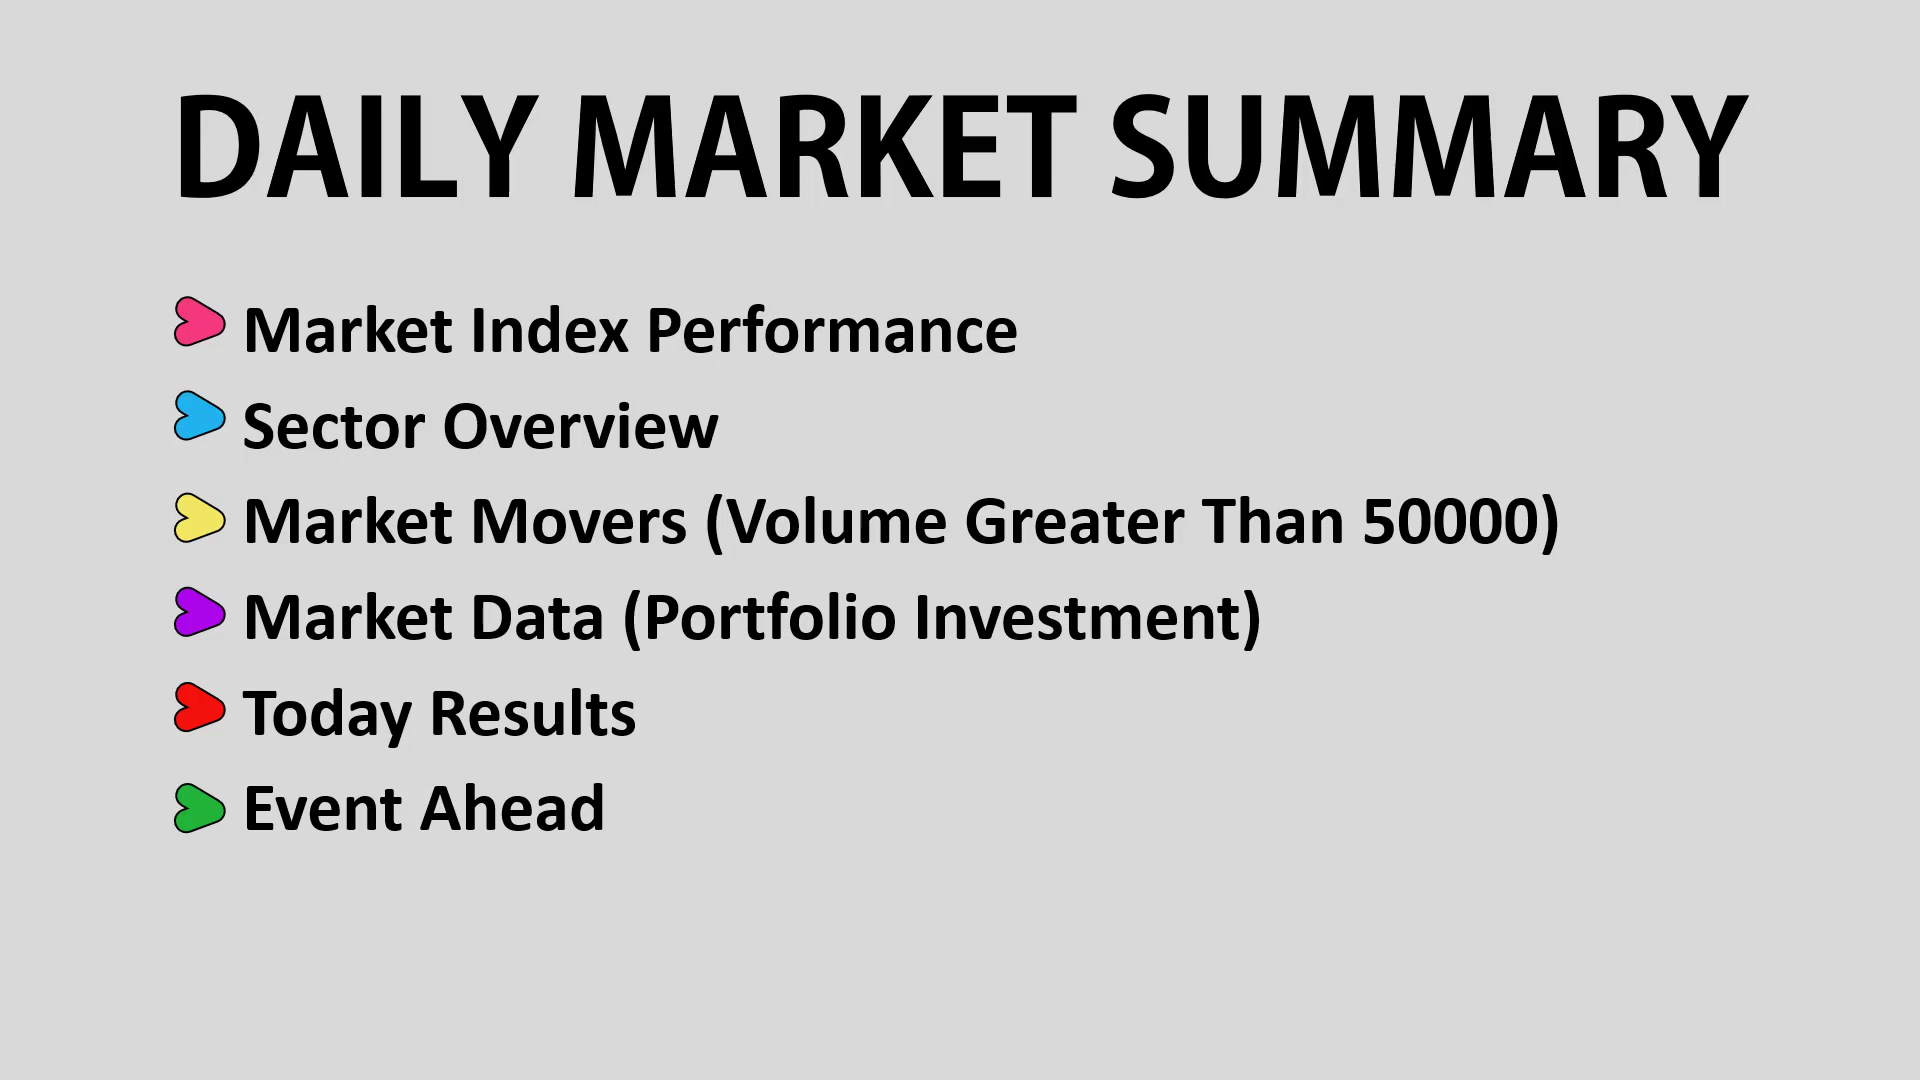 DAILY MARKET SUMMARY
Market Index Performance
Sector Overview
Market Movers (Volume Greater Than 50000)
Market Data (Portfolio Investment)
Today Results
Event Ahead